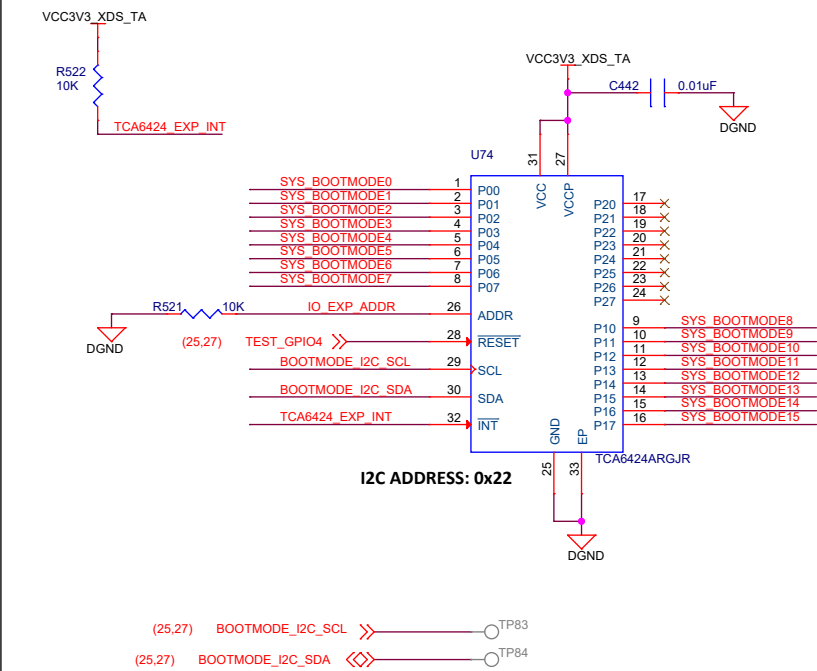 VCC3V3_XDS_TA
R522
10K
TCA6424_EXP_INT
VCC3V3_XDS_TA
C442 0.01uF
DGND
U74
31 27
VCC VCCP
SYS_BOOTMODE0 1 P00
SYS_BOOTMODE1 2 P01
SYS_BOOTMODE2 3 P02
SYS_BOOTMODE3 4 P03
SYS_BOOTMODE4 5 P04
SYS_BOOTMODE5 6 P05
SYS_BOOTMODE6 7 P06
SYS_BOOTMODE7 8 P07
P20 17
P21 18
P22 19
P23 20
P24 21
P25 22
P26 23
P27 24
R521 10K IO_EXP_ADDR 26 ADDR
DGND
(25,27) TEST_GPIO4 28 RESET
BOOTMODE_I2C_SCL 29 SCL
BOOTMODE_I2C_SDA 30 SDA
TCA6424_EXP_INT 32 INT
P10 9 SYS_BOOTMODE8
P11 10 SYS_BOOTMODE9
P12 11 SYS_BOOTMODE10
P13 12 SYS_BOOTMODE11
P14 13 SYS_BOOTMODE12
P15 14 SYS_BOOTMODE13
P16 15 SYS_BOOTMODE14
P17 16 SYS_BOOTMODE15
GND EP
25 33
TCA6424ARGJR
I2C ADDRESS: 0x22
DGND
(25,27) BOOTMODE_I2C_SCL TP83
(25,27) BOOTMODE_I2C_SDA TP84